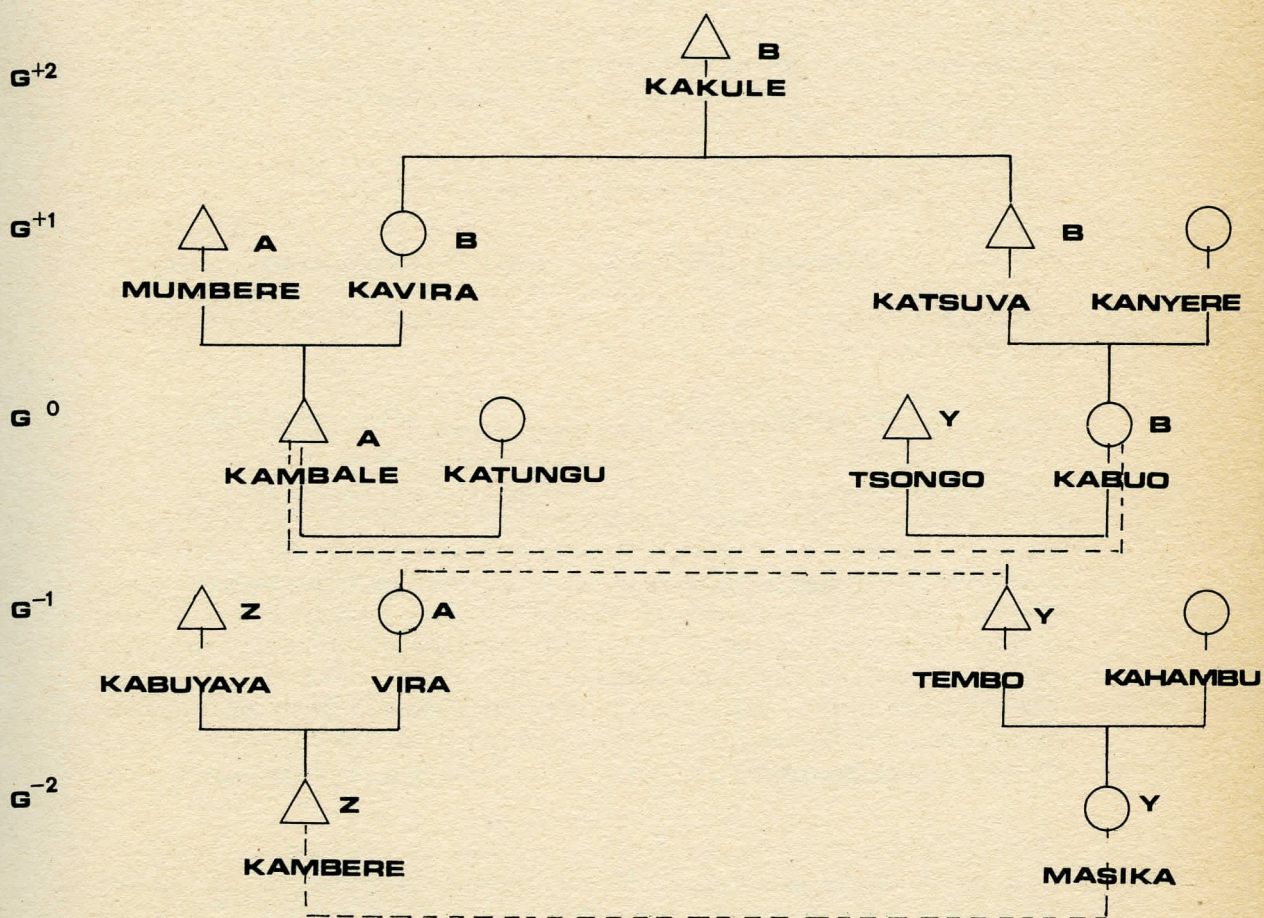 B
G+2
KAKULE
G+1
A B B
MUMBERE KAVIRA KATSUVA KANYERE
G 0
A Y B
KAMBALE KATUNGU TSONGO KABUO
G-1 Z A Y
KABUYAYA VIRA TEMBO KAHAMBU
G-2 Z Y
KAMBERE MASIKA